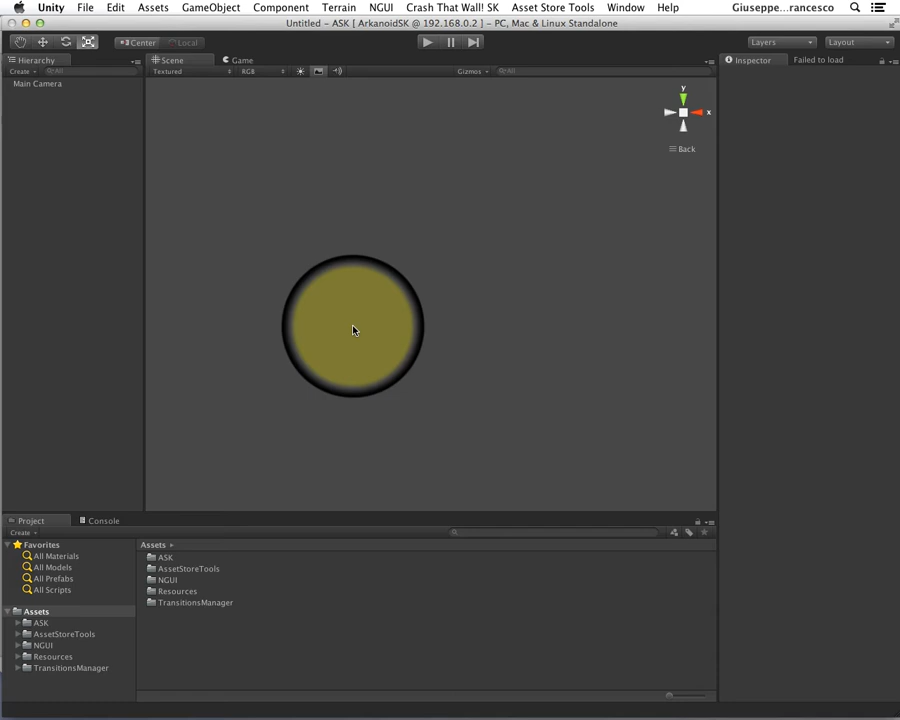 Unity File Edit Assets GameObject Component Terrain NGUI Crash That Wall! SK Asset Store Tools Window Help Giuseppe...rancesco
Untitled – ASK [ ArkanoidSK @ 192.168.0.2 ] – PC, Mac & Linux Standalone
Center Local Layers Layout
Hierarchy Scene Game Inspector Failed to load
Create All Textured RGB Gizmos All
Main Camera
y
x
Back
Project Console
Create
Favorites Assets
All Materials ASK
All Models AssetStoreTools
All Prefabs NGUI
All Scripts Resources
TransitionsManager
Assets
ASK
AssetStoreTools
NGUI
Resources
TransitionsManager